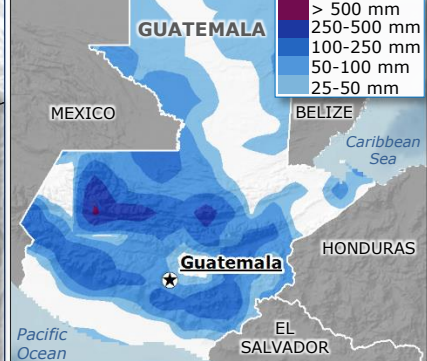 GUATEMALA
> 500 mm
250-500 mm
100-250 mm
50-100 mm
25-50 mm
MEXICO
BELIZE
Caribbean
Sea
HONDURAS
Guatemala
EL
SALVADOR
Pacific
Ocean